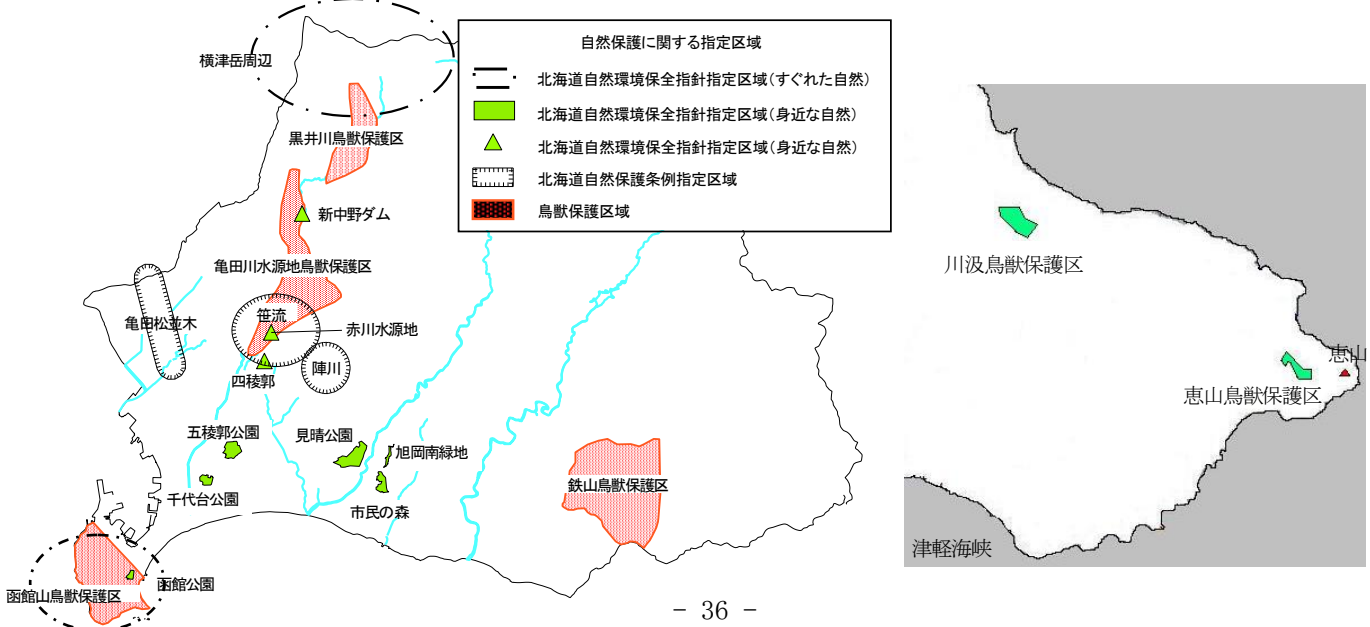 自然保護に関する指定区域
北海道自然環境保全指針指定区域(すぐれた自然)
北海道自然環境保全指針指定区域(身近な自然)
北海道自然環境保全指針指定区域(身近な自然)
北海道自然保護条例指定区域
鳥獣保護区域
横津岳周辺
黒井川鳥獣保護区
新中野ダム
亀田川水源地鳥獣保護区
亀田松並木
笹流
赤川水源地
陣川
四稜郭
五稜郭公園
見晴公園
旭岡南緑地
千代台公園
市民の森
鉄山鳥獣保護区
函館公園
函館山鳥獣保護区
川汲鳥獣保護区
恵山
恵山鳥獣保護区
津軽海峡
- 36 -